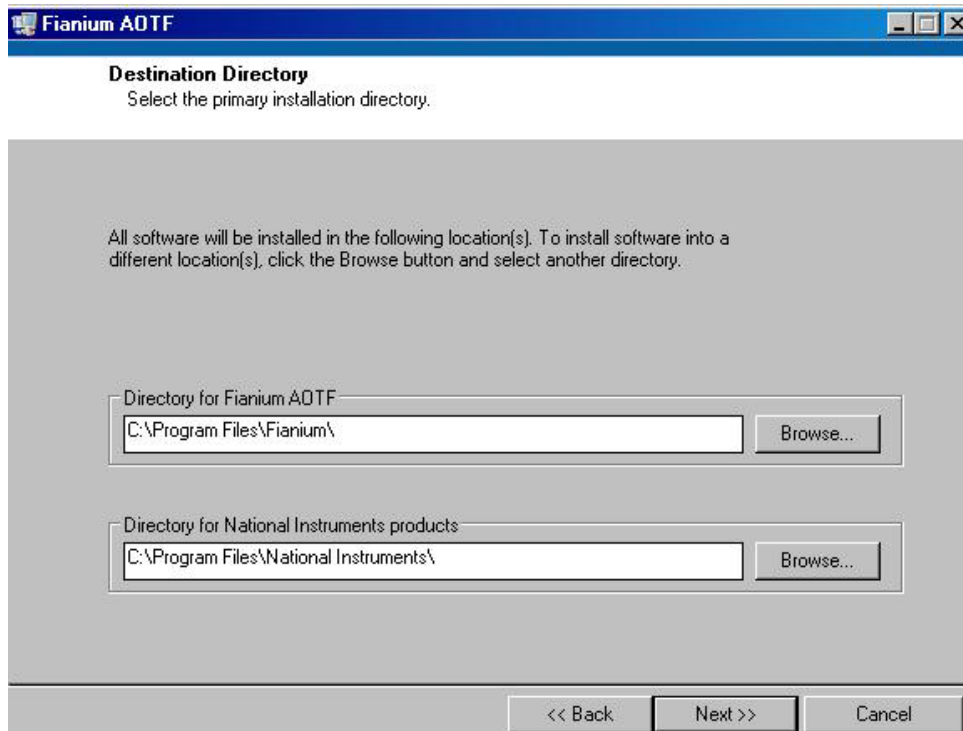 Fianium AOTF
Destination Directory
Select the primary installation directory.
All software will be installed in the following location(s). To install software into a
different location(s), click the Browse button and select another directory.
Directory for Fianium AOTF
C:\Program Files\Fianium\
Browse...
Directory for National Instruments products
C:\Program Files\National Instruments\
Browse...
<< Back
Next >>
Cancel